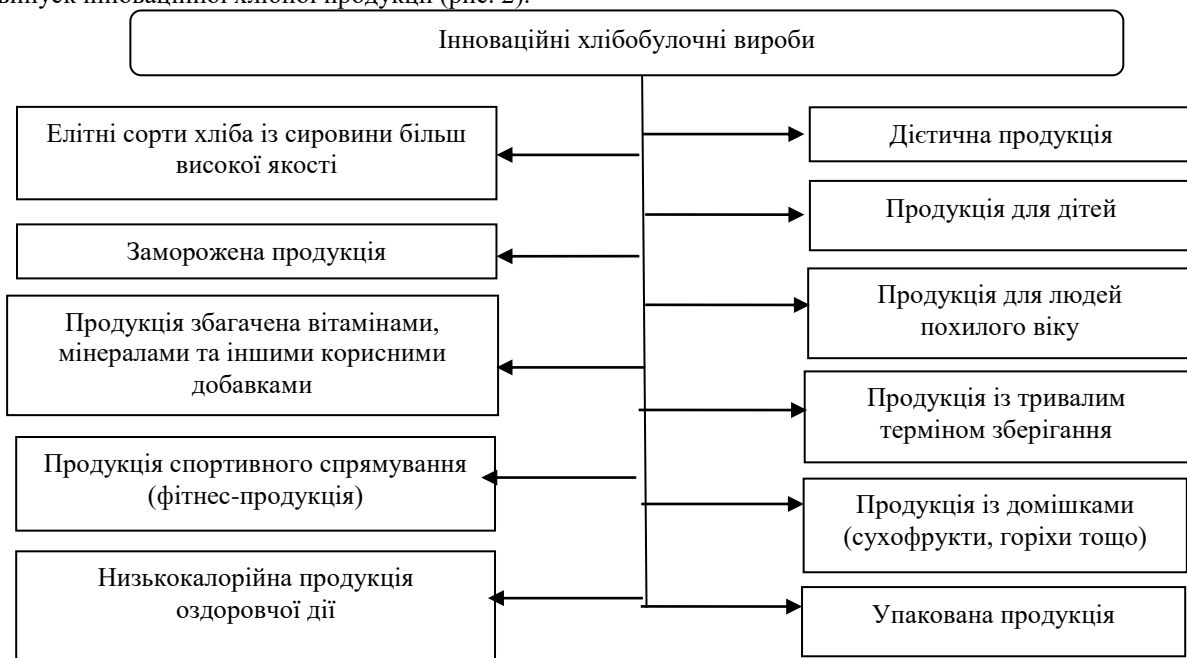 випуск інноваційної хлібної продукції (рис. 2).
Інноваційні хлібобулочні вироби
Елітні сорти хліба із сировини більш
високої якості
Заморожена продукція
Продукція збагачена вітамінами,
мінералами та іншими корисними
добавками
Продукція спортивного спрямування
(фітнес-продукція)
Низькокалорійна продукція
оздоровчої дії
Дієтична продукція
Продукція для дітей
Продукція для людей
похилого віку
Продукція із тривалим
терміном зберігання
Продукція із домішками
(сухофрукти, горіхи тощо)
Упакована продукція